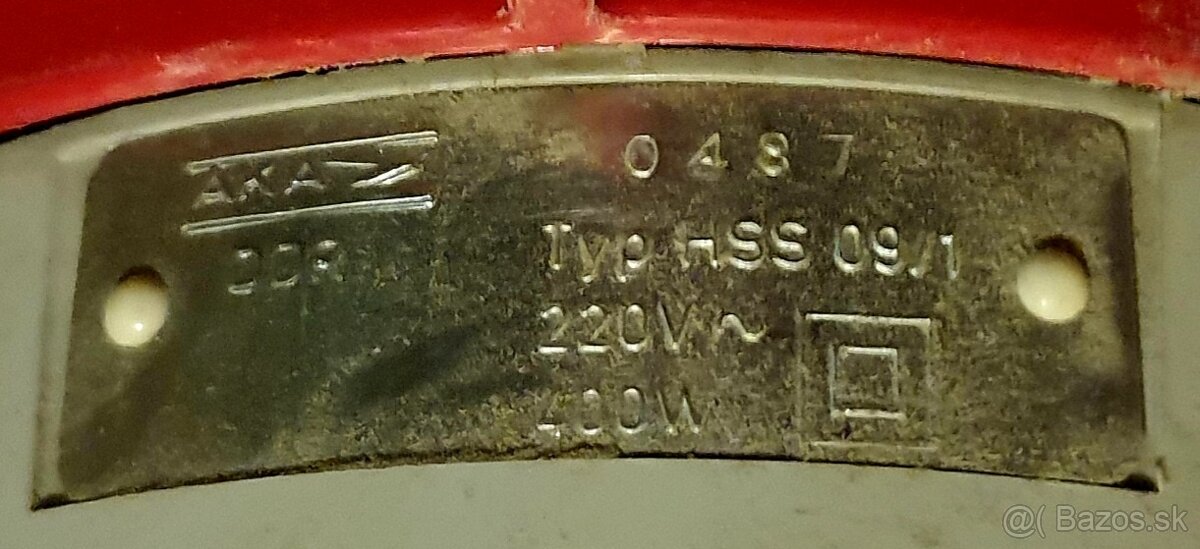 AKA
0487
DDR
Typ HSS 09/1
220V~
400W
@( Bazos.sk